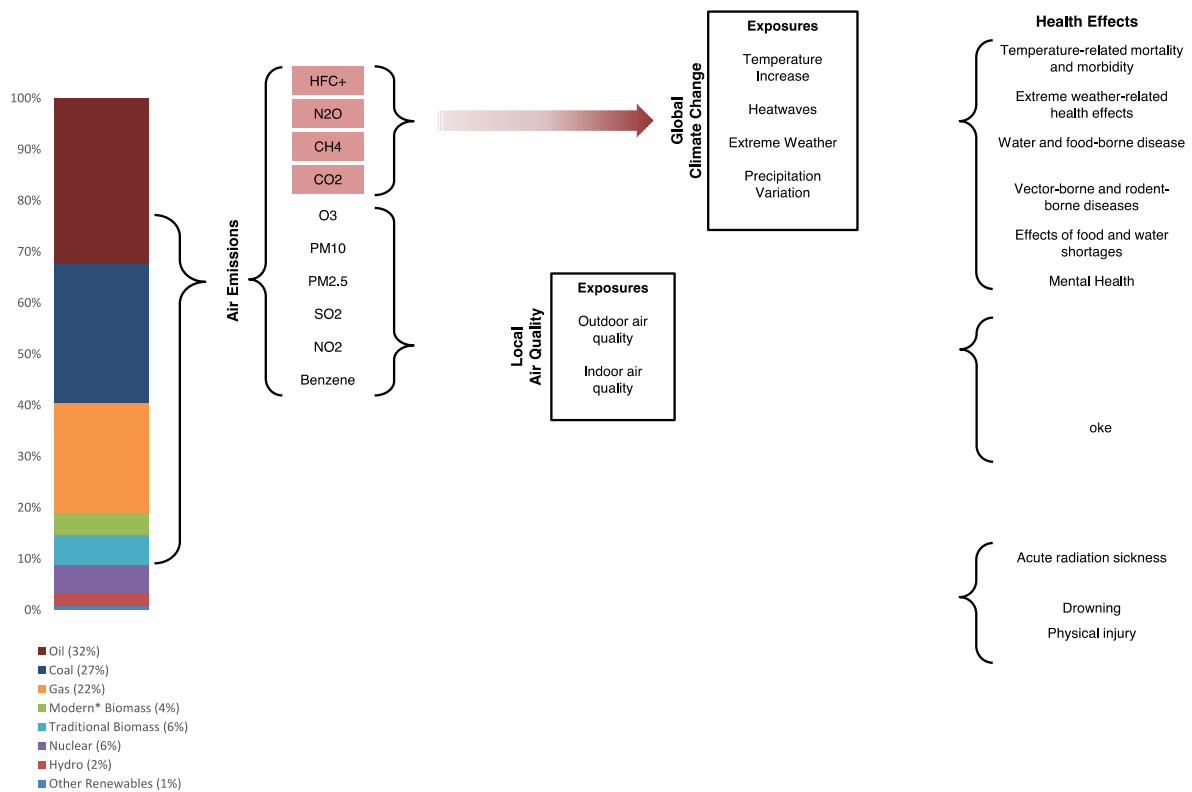 100%
90%
80%
70%
60%
50%
40%
30%
20%
10%
0%
Oil (32%)
Coal (27%)
Gas (22%)
Modern* Biomass (4%)
Traditional Biomass (6%)
Nuclear (6%)
Hydro (2%)
Other Renewables (1%)
Air Emissions
HFC+
N2O
CH4
CO2
O3
PM10
PM2.5
SO2
NO2
Benzene
Global
Climate Change
Exposures
Temperature
Increase
Heatwaves
Extreme Weather
Precipitation
Variation
Local
Air Quality
Exposures
Outdoor air
quality
Indoor air
quality
Health Effects
Temperature-related mortality
and morbidity
Extreme weather-related
health effects
Water and food-borne disease
Vector-borne and rodent-
borne diseases
Effects of food and water
shortages
Mental Health
oke
Acute radiation sickness
Drowning
Physical injury